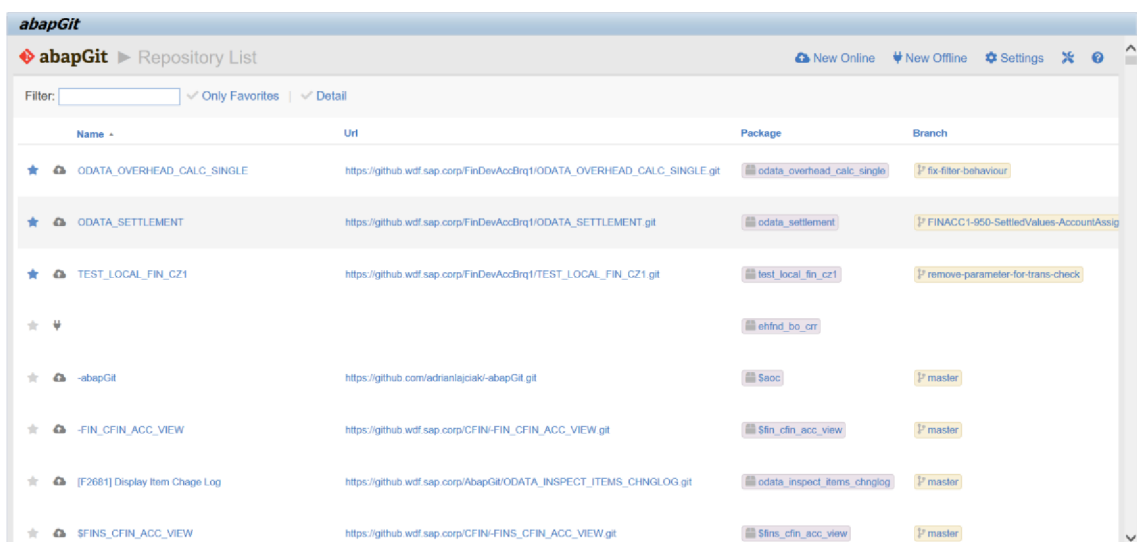 abapGit
abapGit ▶ Repository List New Online New Offline Settings
Filter: Only Favorites | Detail
Name Url Package Branch
ODATA_OVERHEAD_CALC_SINGLE https://github.wdf.sap.corp/FinDevAccBrq1/ODATA_OVERHEAD_CALC_SINGLE.git odata_overhead_calc_single fix-filter-behaviour
ODATA_SETTLEMENT https://github.wdf.sap.corp/FinDevAccBrq1/ODATA_SETTLEMENT.git odata_settlement FINACC1-950-SettledValues-AccountAssig
TEST_LOCAL_FIN_CZ1 https://github.wdf.sap.corp/FinDevAccBrq1/TEST_LOCAL_FIN_CZ1.git test_local_fin_cz1 remove-parameter-for-trans-check
ehfnd_bo_crr
-abapGit https://github.com/adrianlajciak/-abapGit.git $aoc master
-FIN_CFIN_ACC_VIEW https://github.wdf.sap.corp/CFIN/-FIN_CFIN_ACC_VIEW.git $fin_cfin_acc_view master
[F2681] Display Item Chage Log https://github.wdf.sap.corp/AbapGit/ODATA_INSPECT_ITEMS_CHNGLOG.git odata_inspect_items_chnglog master
$FINS_CFIN_ACC_VIEW https://github.wdf.sap.corp/CFIN/-FINS_CFIN_ACC_VIEW.git $fins_cfin_acc_view master